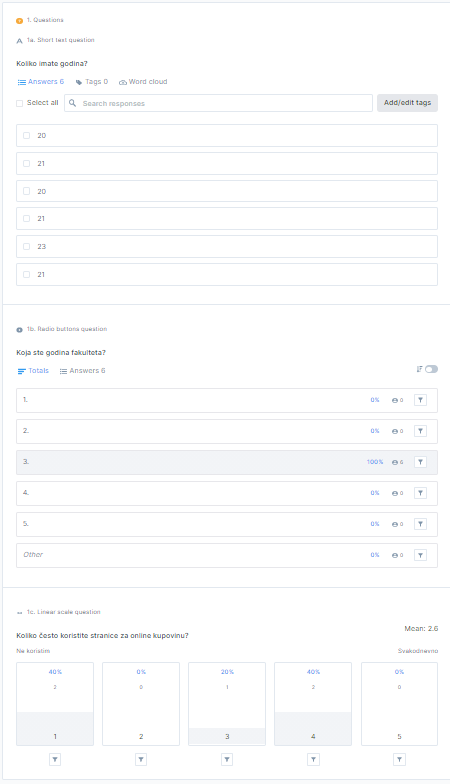 1. Questions
1a. Short text question
Koliko imate godina?
Answers 6 Tags 0 Word cloud
Select all Search responses Add/edit tags
20
21
20
21
23
21
1b. Radio buttons question
Koja ste godina fakulteta?
Totals Answers 6
1. 0% 0
2. 0% 0
3. 100% 6
4. 0% 0
5. 0% 0
Other 0% 0
1c. Linear scale question
Mean: 2.6
Koliko često koristite stranice za online kupovinu?
Ne koristim Svakodnevno
40% 0% 20% 40% 0%
2 0 1 2 0
1 2 3 4 5